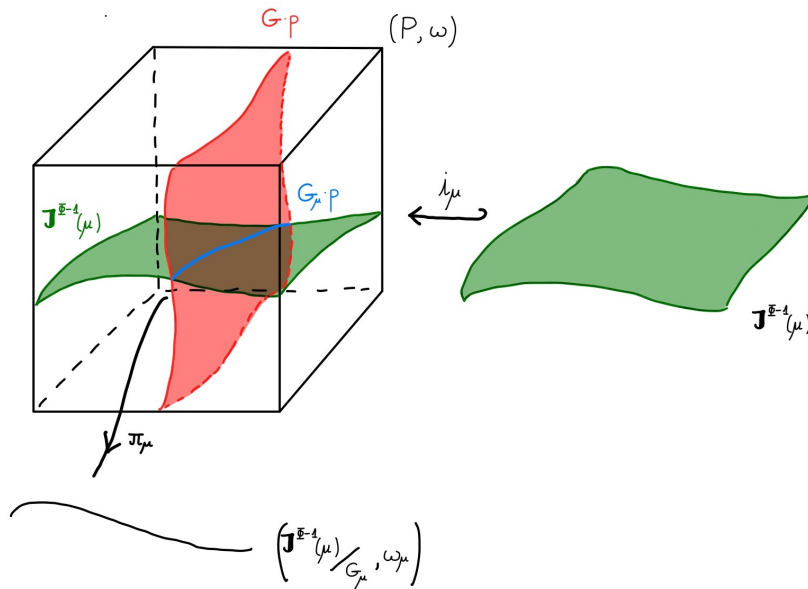 G·p
(P, ω)
J^Φ-1(μ)
G_μ·p
i_μ
J^Φ-1(μ)
π_μ
(J^Φ-1(μ)/G_μ, ω_μ)